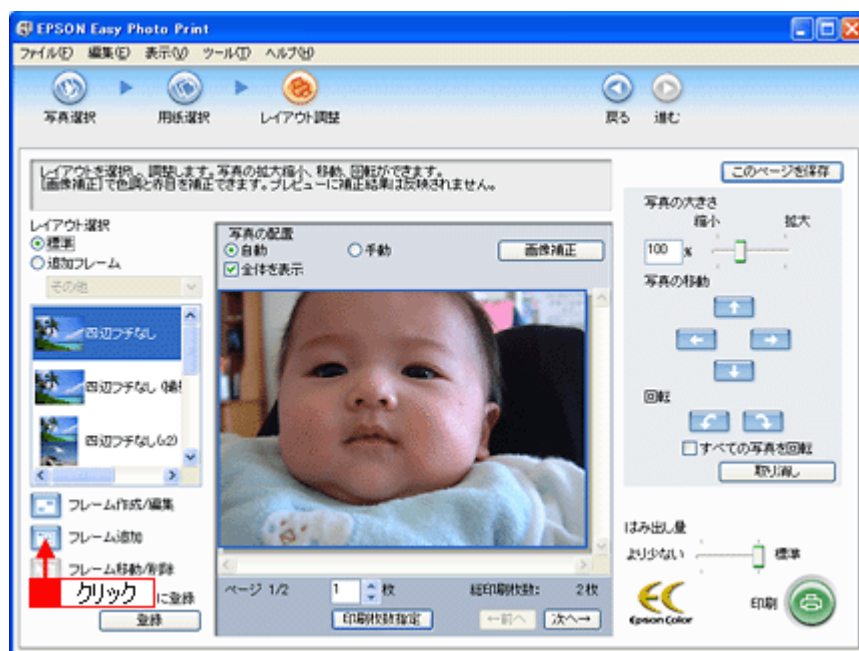 EPSON Easy Photo Print
ファイル(F) 編集(E) 表示(V) ツール(T) ヘルプ(H)
写真選択 用紙選択 レイアウト調整 戻る 進む
レイアウトを選択し、調整します。写真の拡大縮小、移動、回転ができます。
[画像補正]で色調と赤目を補正できます。プレビューに補正結果は反映されません。
このページを保存
レイアウト選択
標準
追加フレーム
その他
四辺フチなし
四辺フチなし
四辺フチなし(x2)
フレーム作成/編集
フレーム追加
フレーム移動/削除
クリック に登録
登録
写真の配置
自動 手動 画像補正
全体を表示
ページ 1/2 1 枚 総印刷枚数: 2枚
印刷枚数指定 ←前へ 次へ→
写真の大きさ
縮小 拡大
100 %
写真の移動
回転
すべての写真を回転
取り消し
はみ出し量
より少ない 標準
Epson Color 印刷